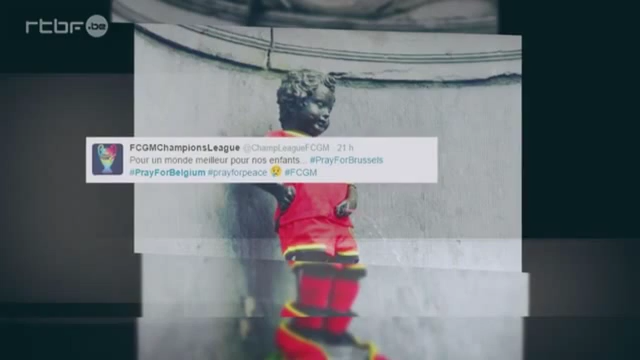 rtbf.be
FCGMChampionsLeague @ChampLeagueFCGM · 21 h
Pour un monde meilleur pour nos enfants... #PrayForBrussels
#PrayForBelgium #prayforpeace 😢 #FCGM